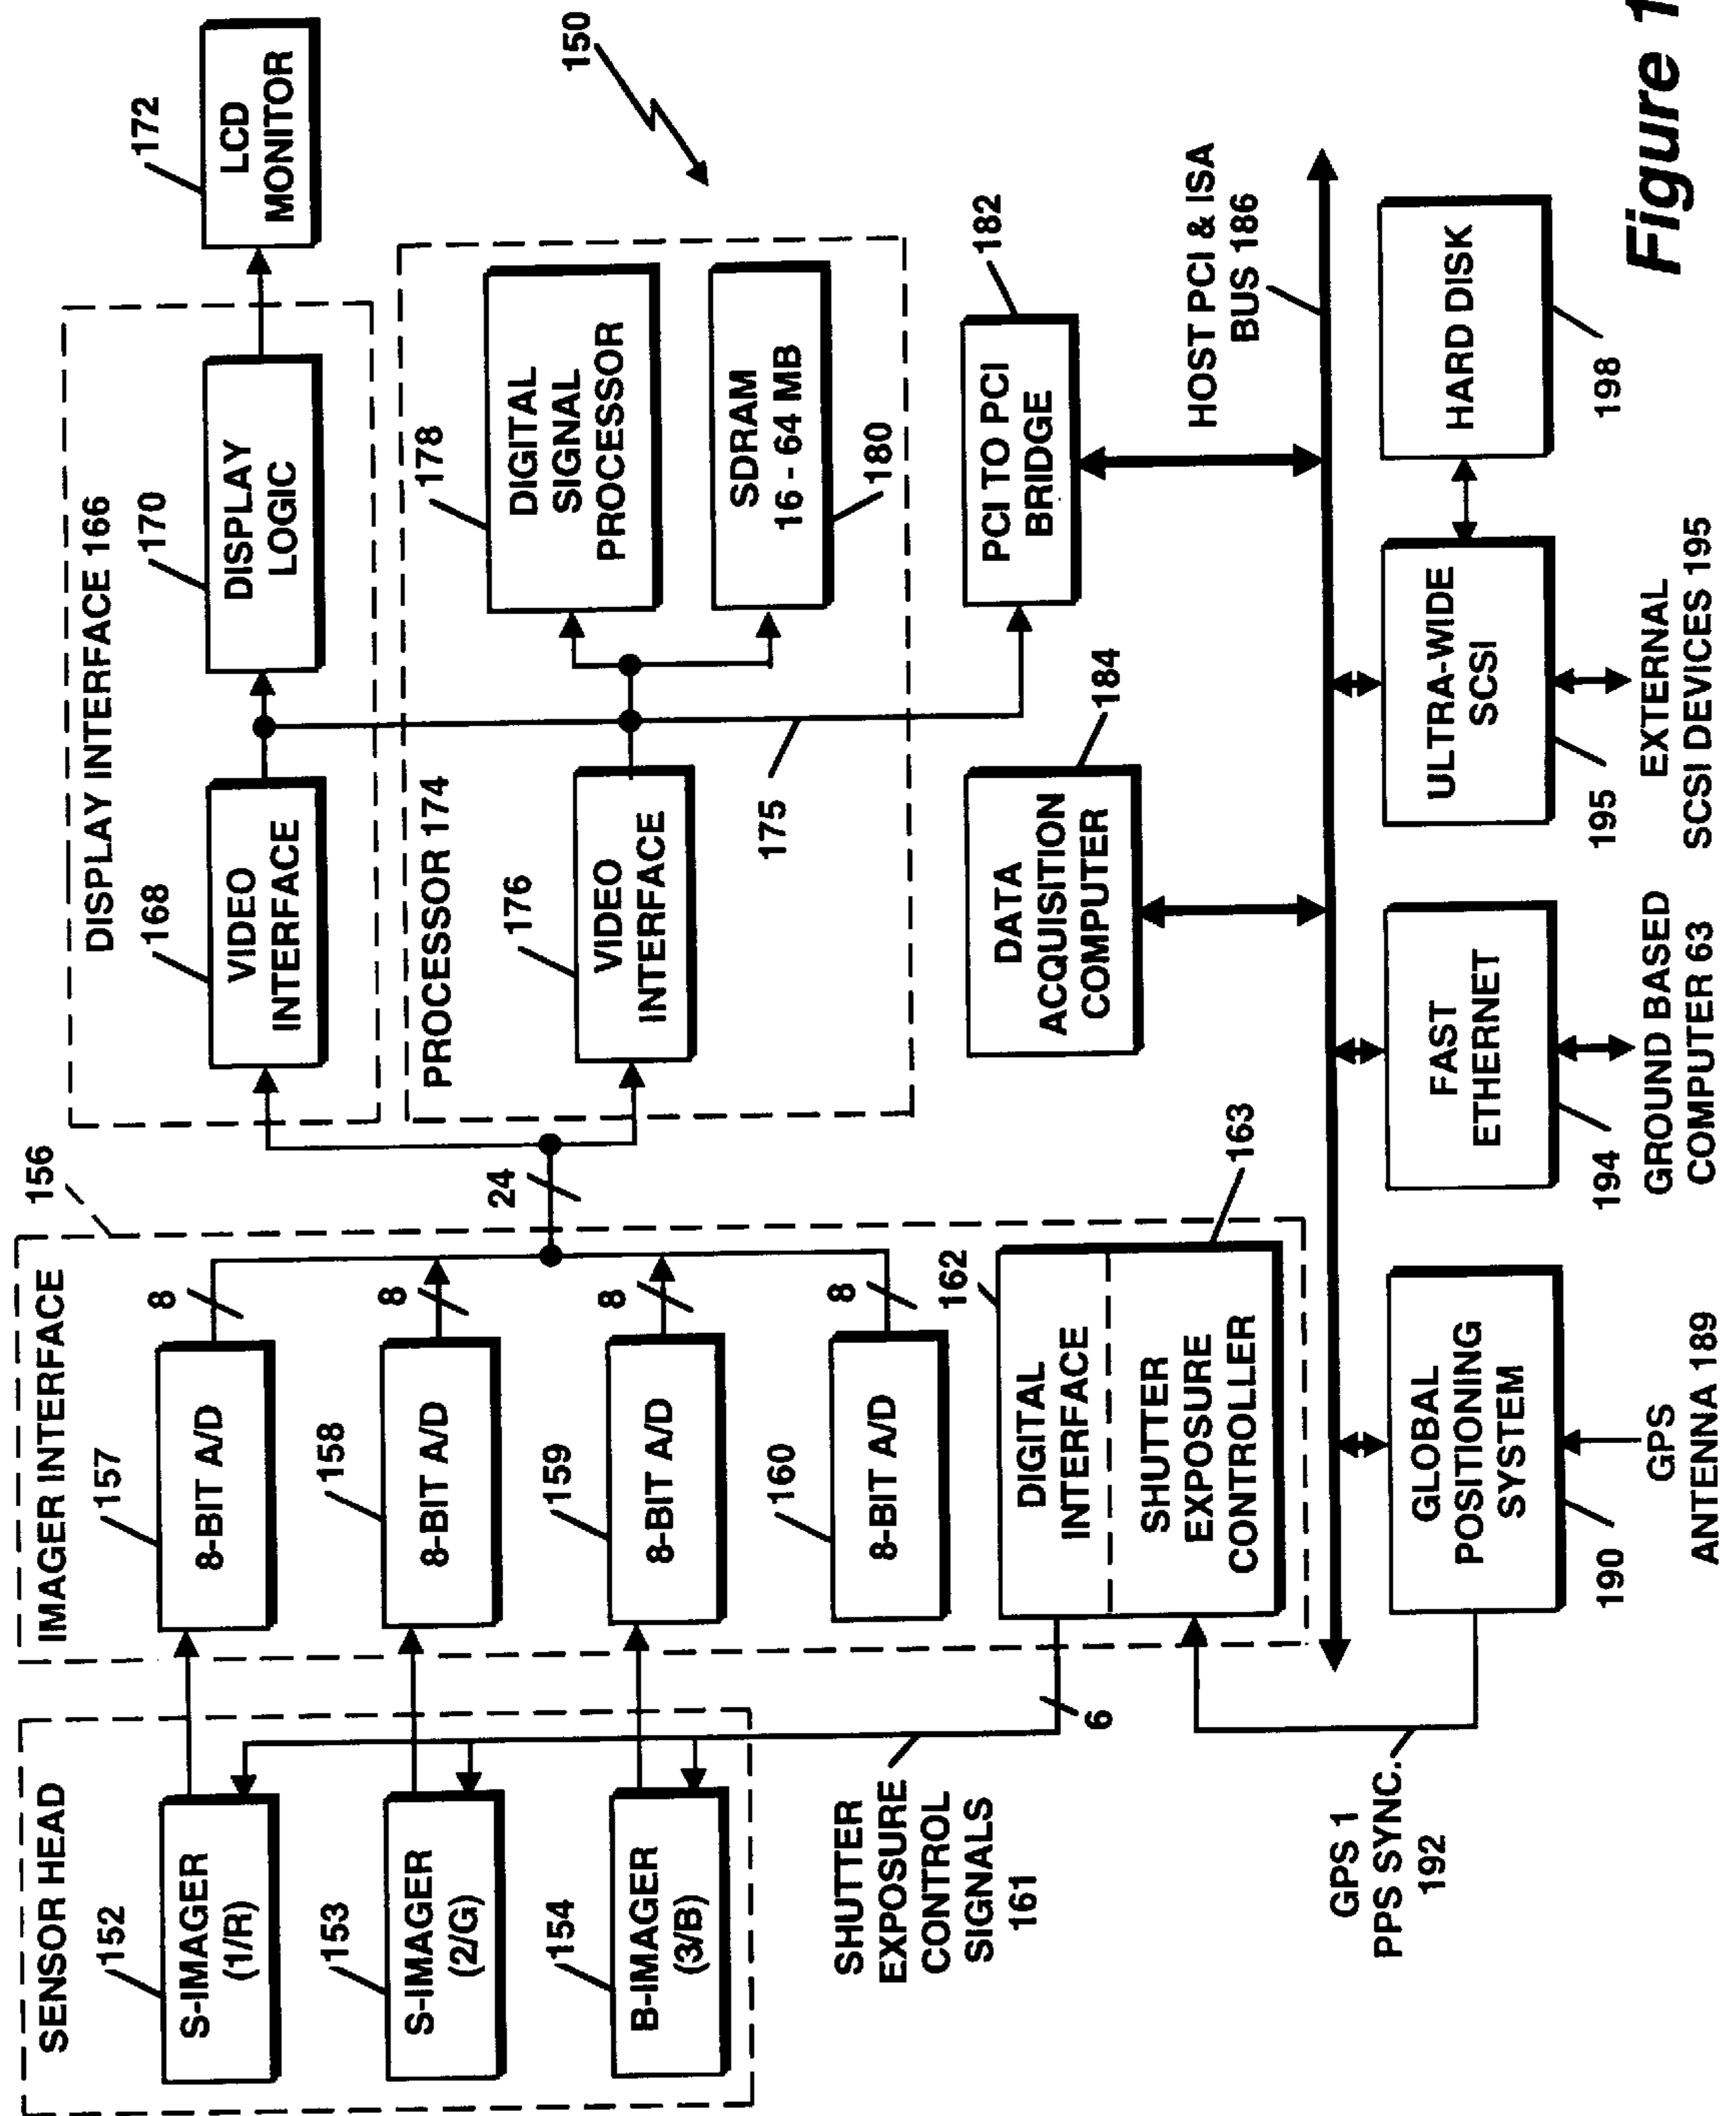 SENSOR HEAD
152
S-IMAGER
(1/R)
153
S-IMAGER
(2/G)
154
B-IMAGER
(3/B)
SHUTTER
EXPOSURE
CONTROL
SIGNALS
161
6
GPS 1
PPS SYNC.
192
156
IMAGER INTERFACE
157
8-BIT A/D
8
158
8-BIT A/D
8
159
8-BIT A/D
8
160
8-BIT A/D
8
162
DIGITAL
INTERFACE
163
SHUTTER
EXPOSURE
CONTROLLER
24
DISPLAY INTERFACE 166
168
VIDEO
INTERFACE
170
DISPLAY
LOGIC
172
LCD
MONITOR
PROCESSOR 174
176
VIDEO
INTERFACE
175
178
DIGITAL
SIGNAL
PROCESSOR
SDRAM
16 - 64 MB
180
150
DATA
ACQUISITION
COMPUTER
184
PCI TO PCI
BRIDGE
182
HOST PCI & ISA
BUS 186
GLOBAL
POSITIONING
SYSTEM
190
GPS
ANTENNA 189
FAST
ETHERNET
194
GROUND BASED
COMPUTER 63
ULTRA-WIDE
SCSI
195
EXTERNAL
SCSI DEVICES 195
HARD DISK
198
Figure 1